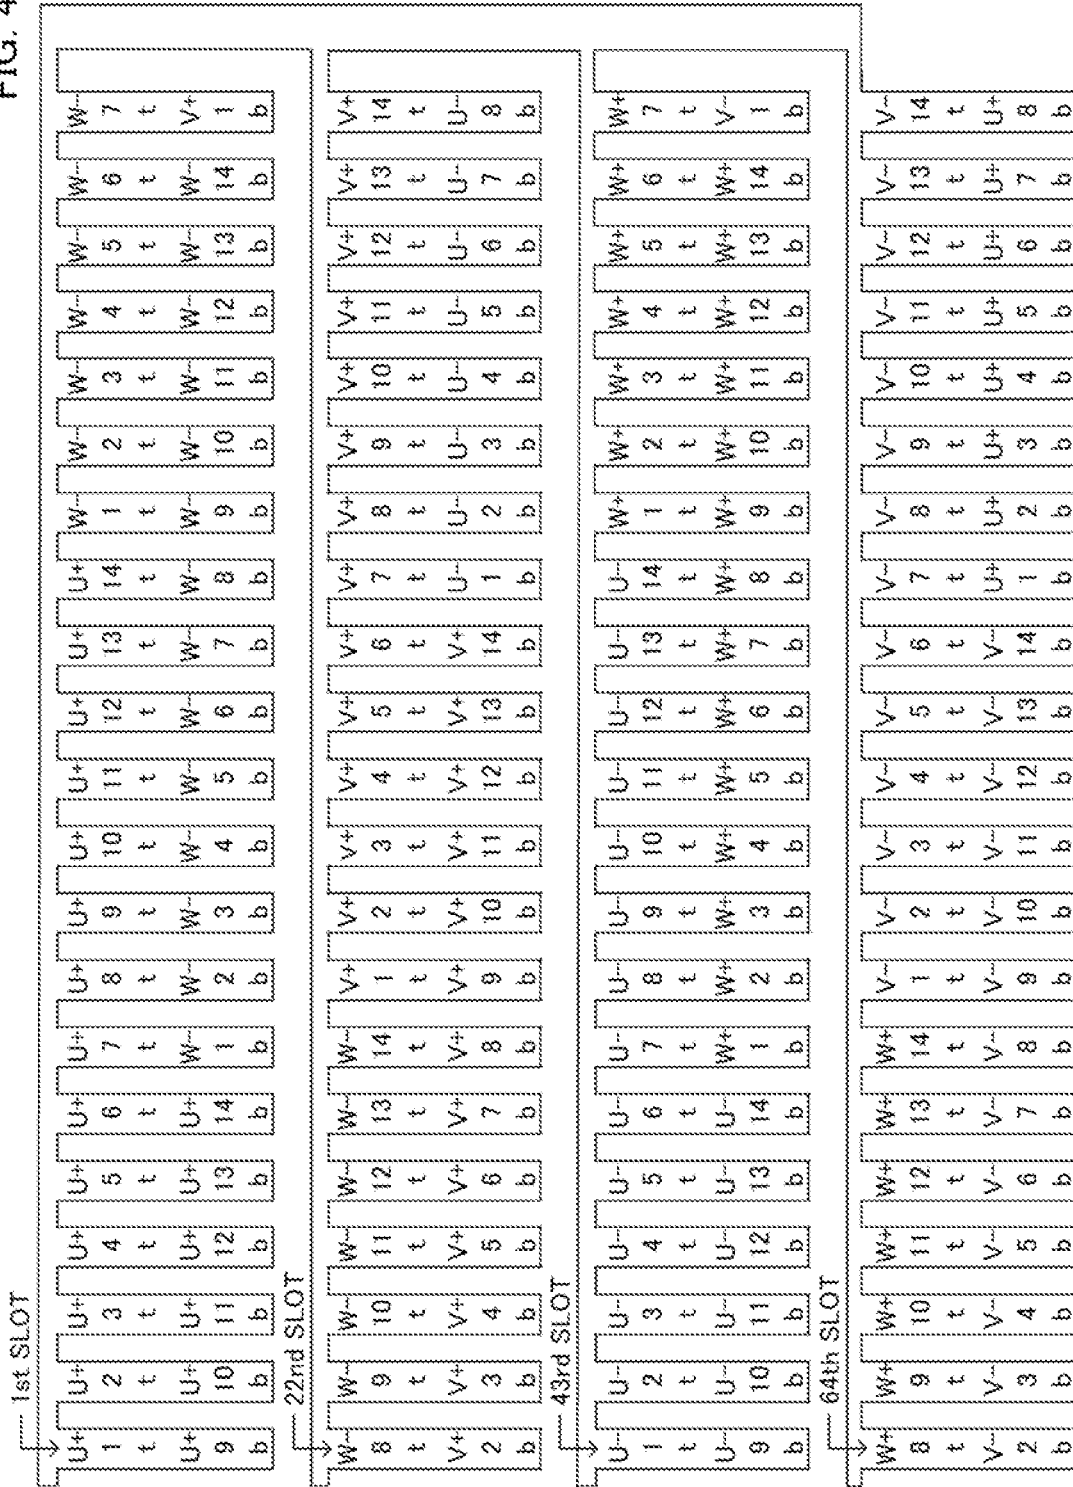 FIG. 4
1st SLOT
U+ U+ U+ U+ U+ U+ U+ U+ U+ U+ U+ U+ U+ U+ W- W- W- W- W- W- W-
1 2 3 4 5 6 7 8 9 10 11 12 13 14 1 2 3 4 5 6 7
t t t t t t t t t t t t t t t t t t t t t
U+ U+ U+ U+ U+ U+ W- W- W- W- W- W- W- W- W- W- W- W- W- W- V+
9 10 11 12 13 14 1 2 3 4 5 6 7 8 9 10 11 12 13 14 1
b b b b b b b b b b b b b b b b b b b b b
22nd SLOT
W- W- W- W- W- W- W- V+ V+ V+ V+ V+ V+ V+ V+ V+ V+ V+ V+ V+ V+
8 9 10 11 12 13 14 1 2 3 4 5 6 7 8 9 10 11 12 13 14
t t t t t t t t t t t t t t t t t t t t t
V+ V+ V+ V+ V+ V+ V+ V+ V+ V+ V+ V+ V+ U- U- U- U- U- U- U- U-
2 3 4 5 6 7 8 9 10 11 12 13 14 1 2 3 4 5 6 7 8
b b b b b b b b b b b b b b b b b b b b b
43rd SLOT
U- U- U- U- U- U- U- U- U- U- U- U- U- U- W+ W+ W+ W+ W+ W+ W+
1 2 3 4 5 6 7 8 9 10 11 12 13 14 1 2 3 4 5 6 7
t t t t t t t t t t t t t t t t t t t t t
U- U- U- U- U- U- W+ W+ W+ W+ W+ W+ W+ W+ W+ W+ W+ W+ W+ W+ V-
9 10 11 12 13 14 1 2 3 4 5 6 7 8 9 10 11 12 13 14 1
b b b b b b b b b b b b b b b b b b b b b
64th SLOT
W+ W+ W+ W+ W+ W+ W+ V- V- V- V- V- V- V- V- V- V- V- V- V- V-
8 9 10 11 12 13 14 1 2 3 4 5 6 7 8 9 10 11 12 13 14
t t t t t t t t t t t t t t t t t t t t t
V- V- V- V- V- V- V- V- V- V- V- V- V- U+ U+ U+ U+ U+ U+ U+ U+
2 3 4 5 6 7 8 9 10 11 12 13 14 1 2 3 4 5 6 7 8
b b b b b b b b b b b b b b b b b b b b b